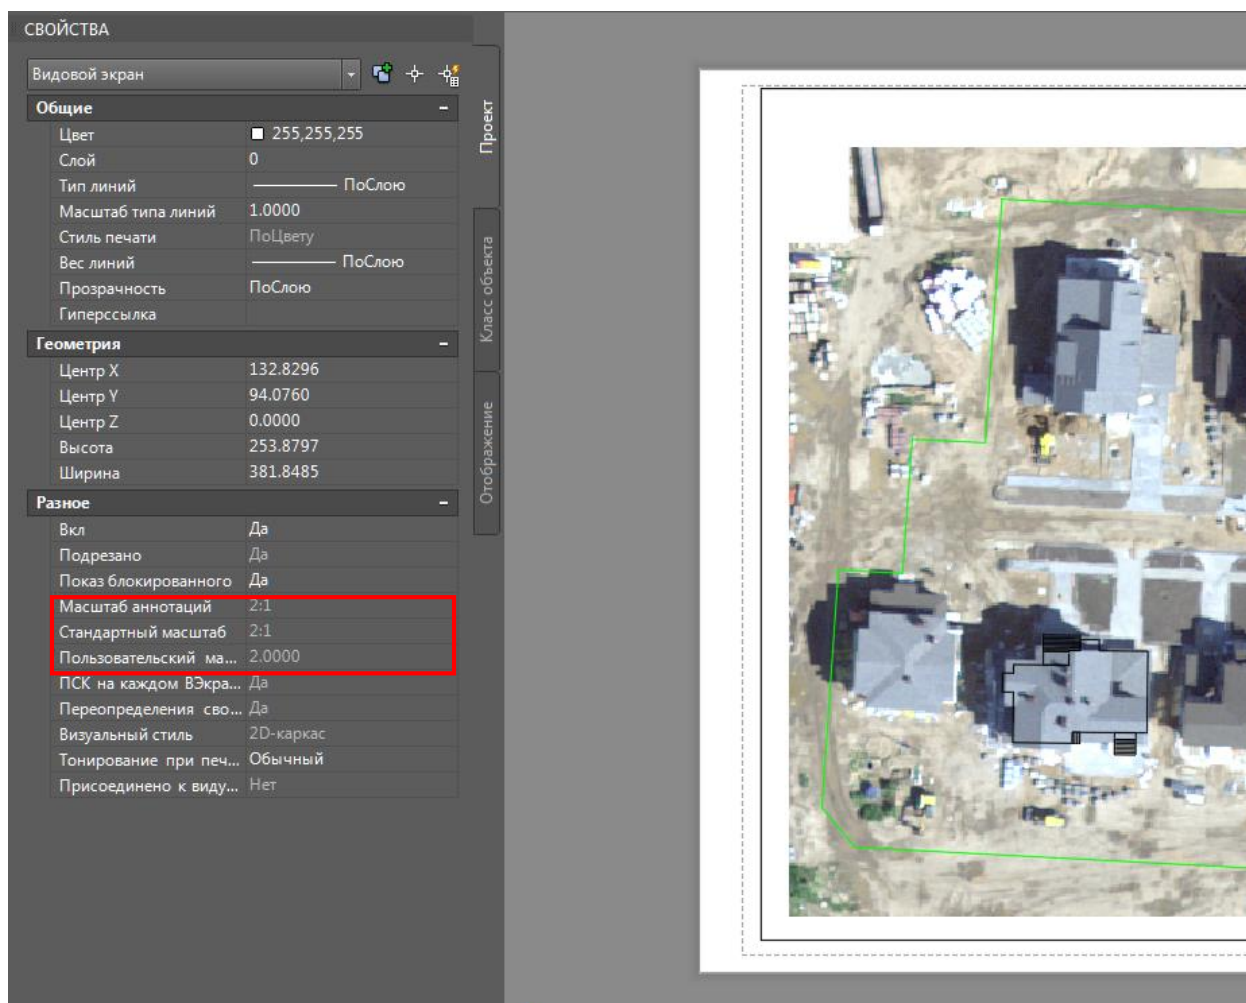 СВОЙСТВА
Видовой экран
Общие
Цвет 255,255,255
Слой 0
Тип линий ПоСлою
Масштаб типа линий 1.0000
Стиль печати ПоЦвету
Вес линий ПоСлою
Прозрачность ПоСлою
Гиперссылка
Геометрия
Центр X 132.8296
Центр Y 94.0760
Центр Z 0.0000
Высота 253.8797
Ширина 381.8485
Разное
Вкл Да
Подрезано Да
Показ блокированного Да
Масштаб аннотаций 2:1
Стандартный масштаб 2:1
Пользовательский ма... 2.0000
ПСК на каждом ВЭкра... Да
Переопределения сво... Да
Визуальный стиль 2D-каркас
Тонирование при печ... Обычный
Присоединено к виду... Нет
Проект
Класс объекта
Отображение